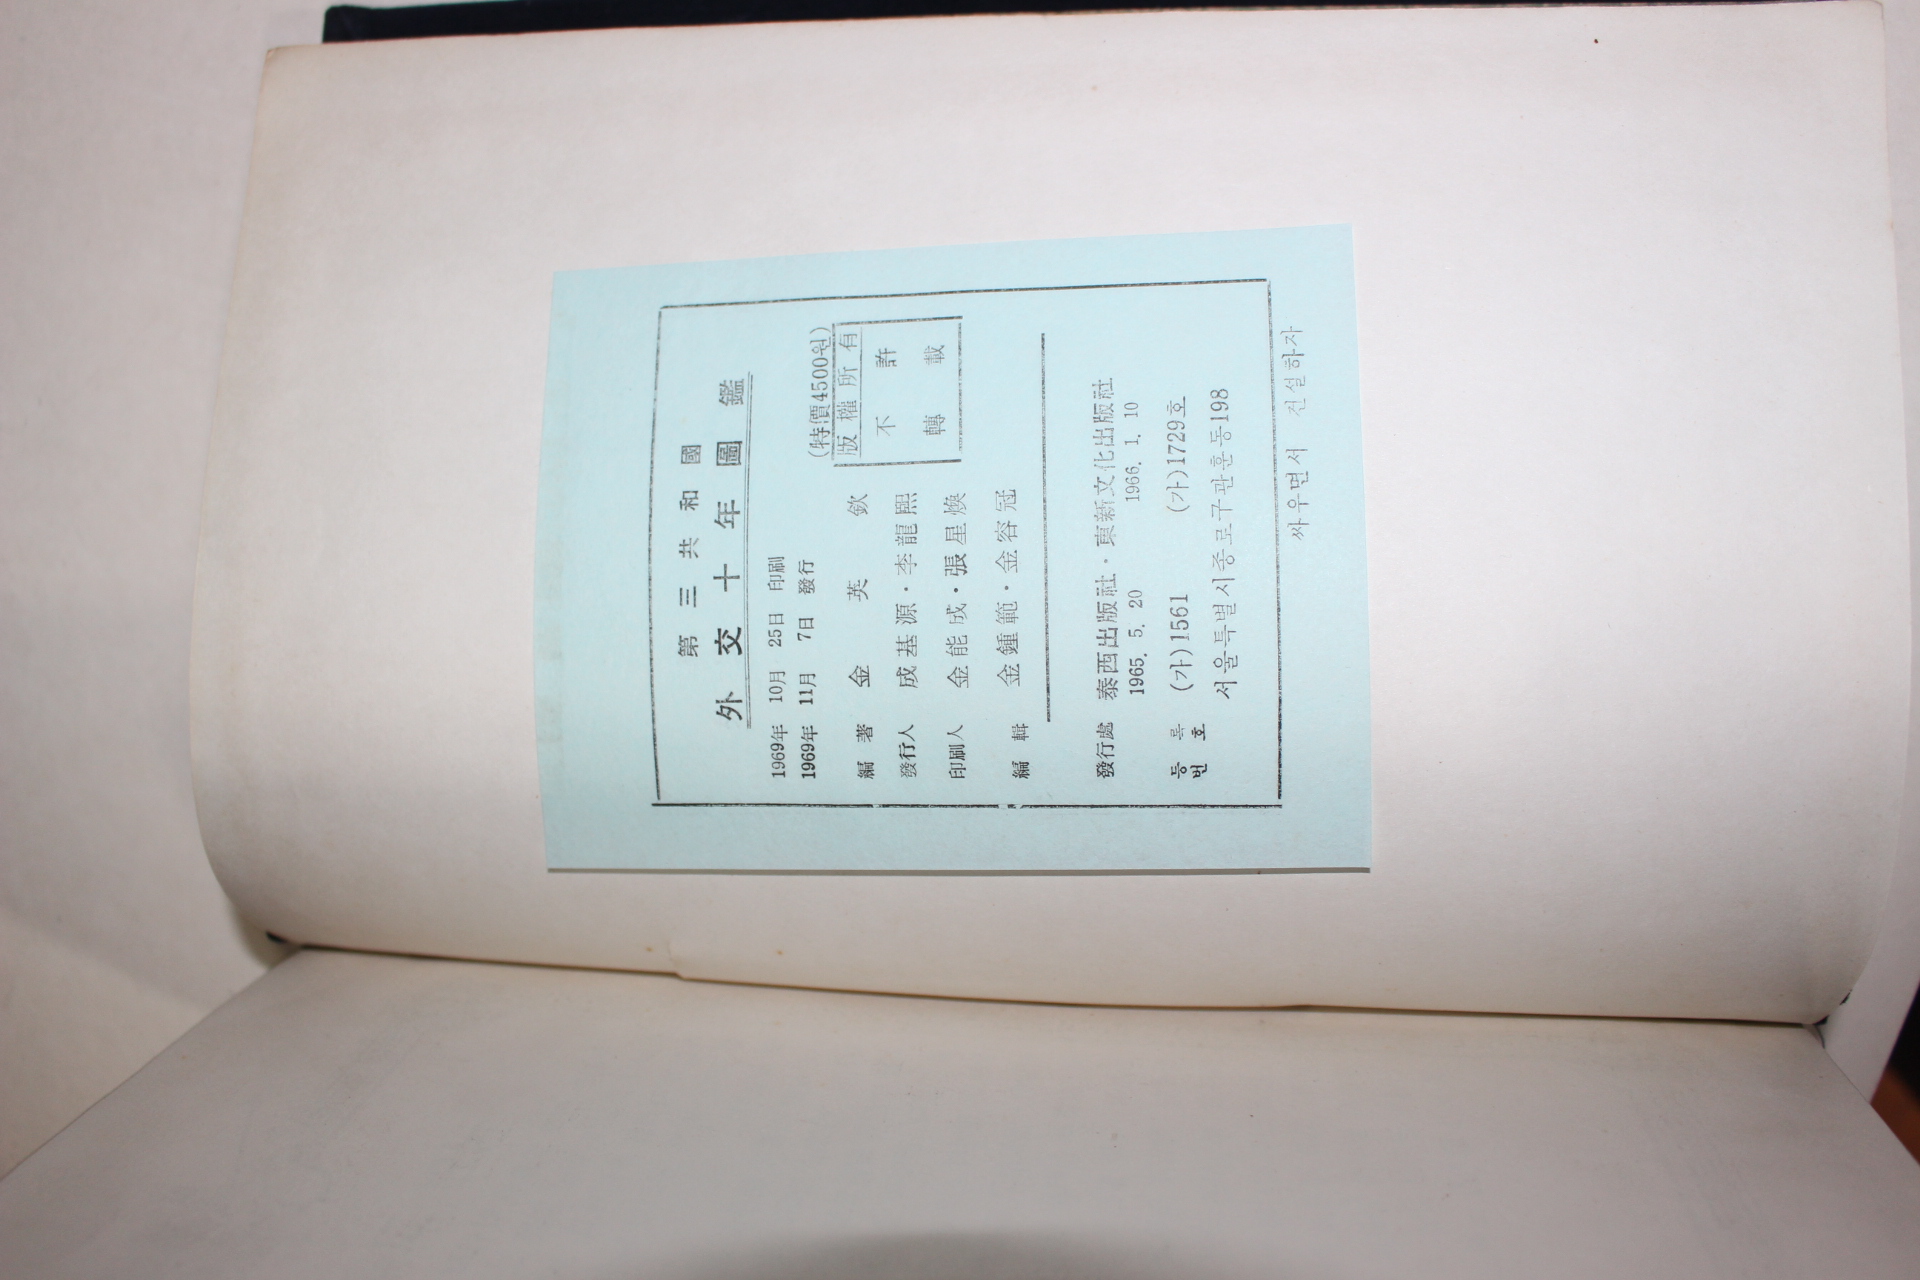 第三共和國
外交十年圖鑑
1969年 10月 25日 印刷
1969年 11月 7日 發行
(特價4500원)
版權所有
不許
轉載
編著 金英欽
發行人 成基源・李龍熙
印刷人 金能成・張星煥
編輯 金鍾範・金容冠
發行處 泰西出版社・東新文化出版社
1965. 5. 20 1966. 1. 10
등록번호 (가)1561 (가)1729호
서울특별시종로구관훈동198
싸우면서 건설하자